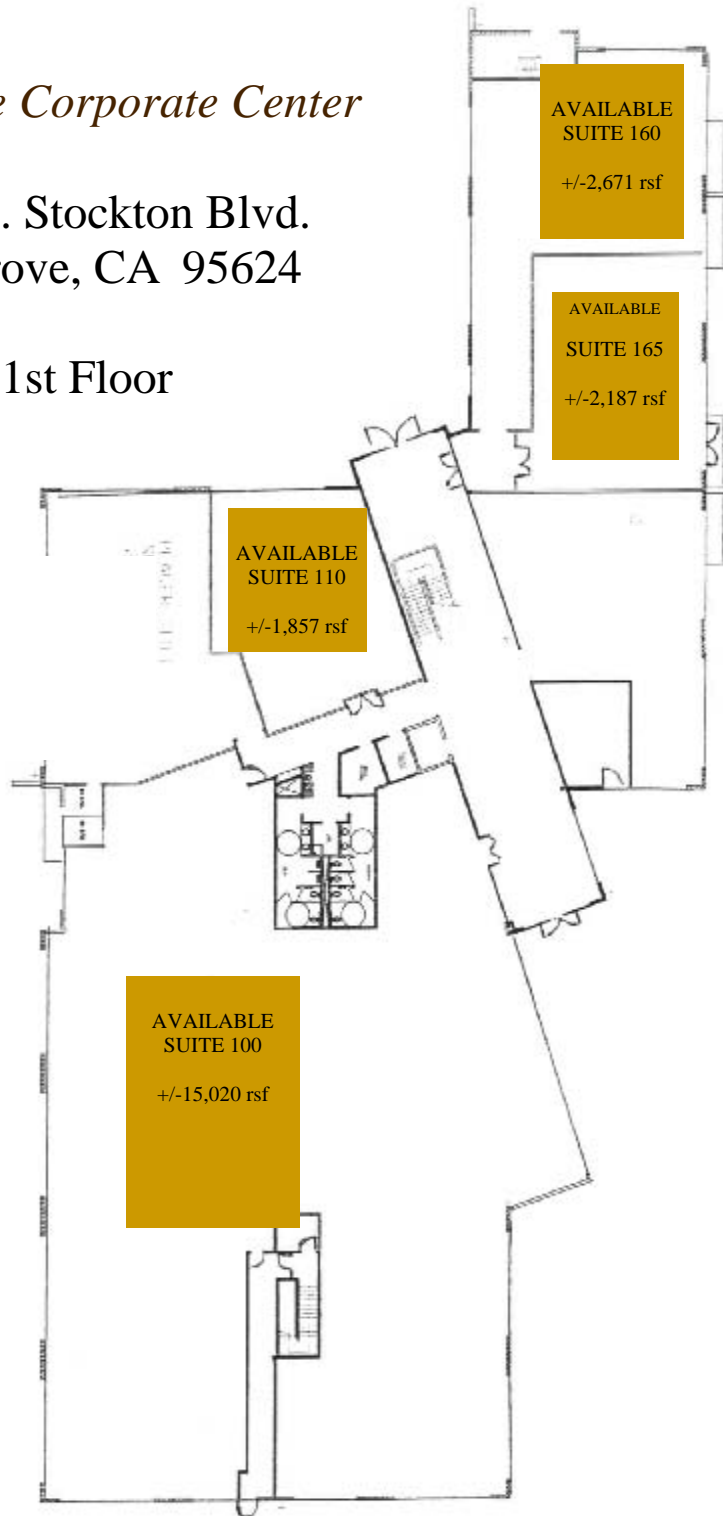 e Corporate Center
. Stockton Blvd.
rove, CA 95624
1st Floor
AVAILABLE
SUITE 160
+/-2,671 rsf
AVAILABLE
SUITE 165
+/-2,187 rsf
AVAILABLE
SUITE 110
+/-1,857 rsf
AVAILABLE
SUITE 100
+/-15,020 rsf